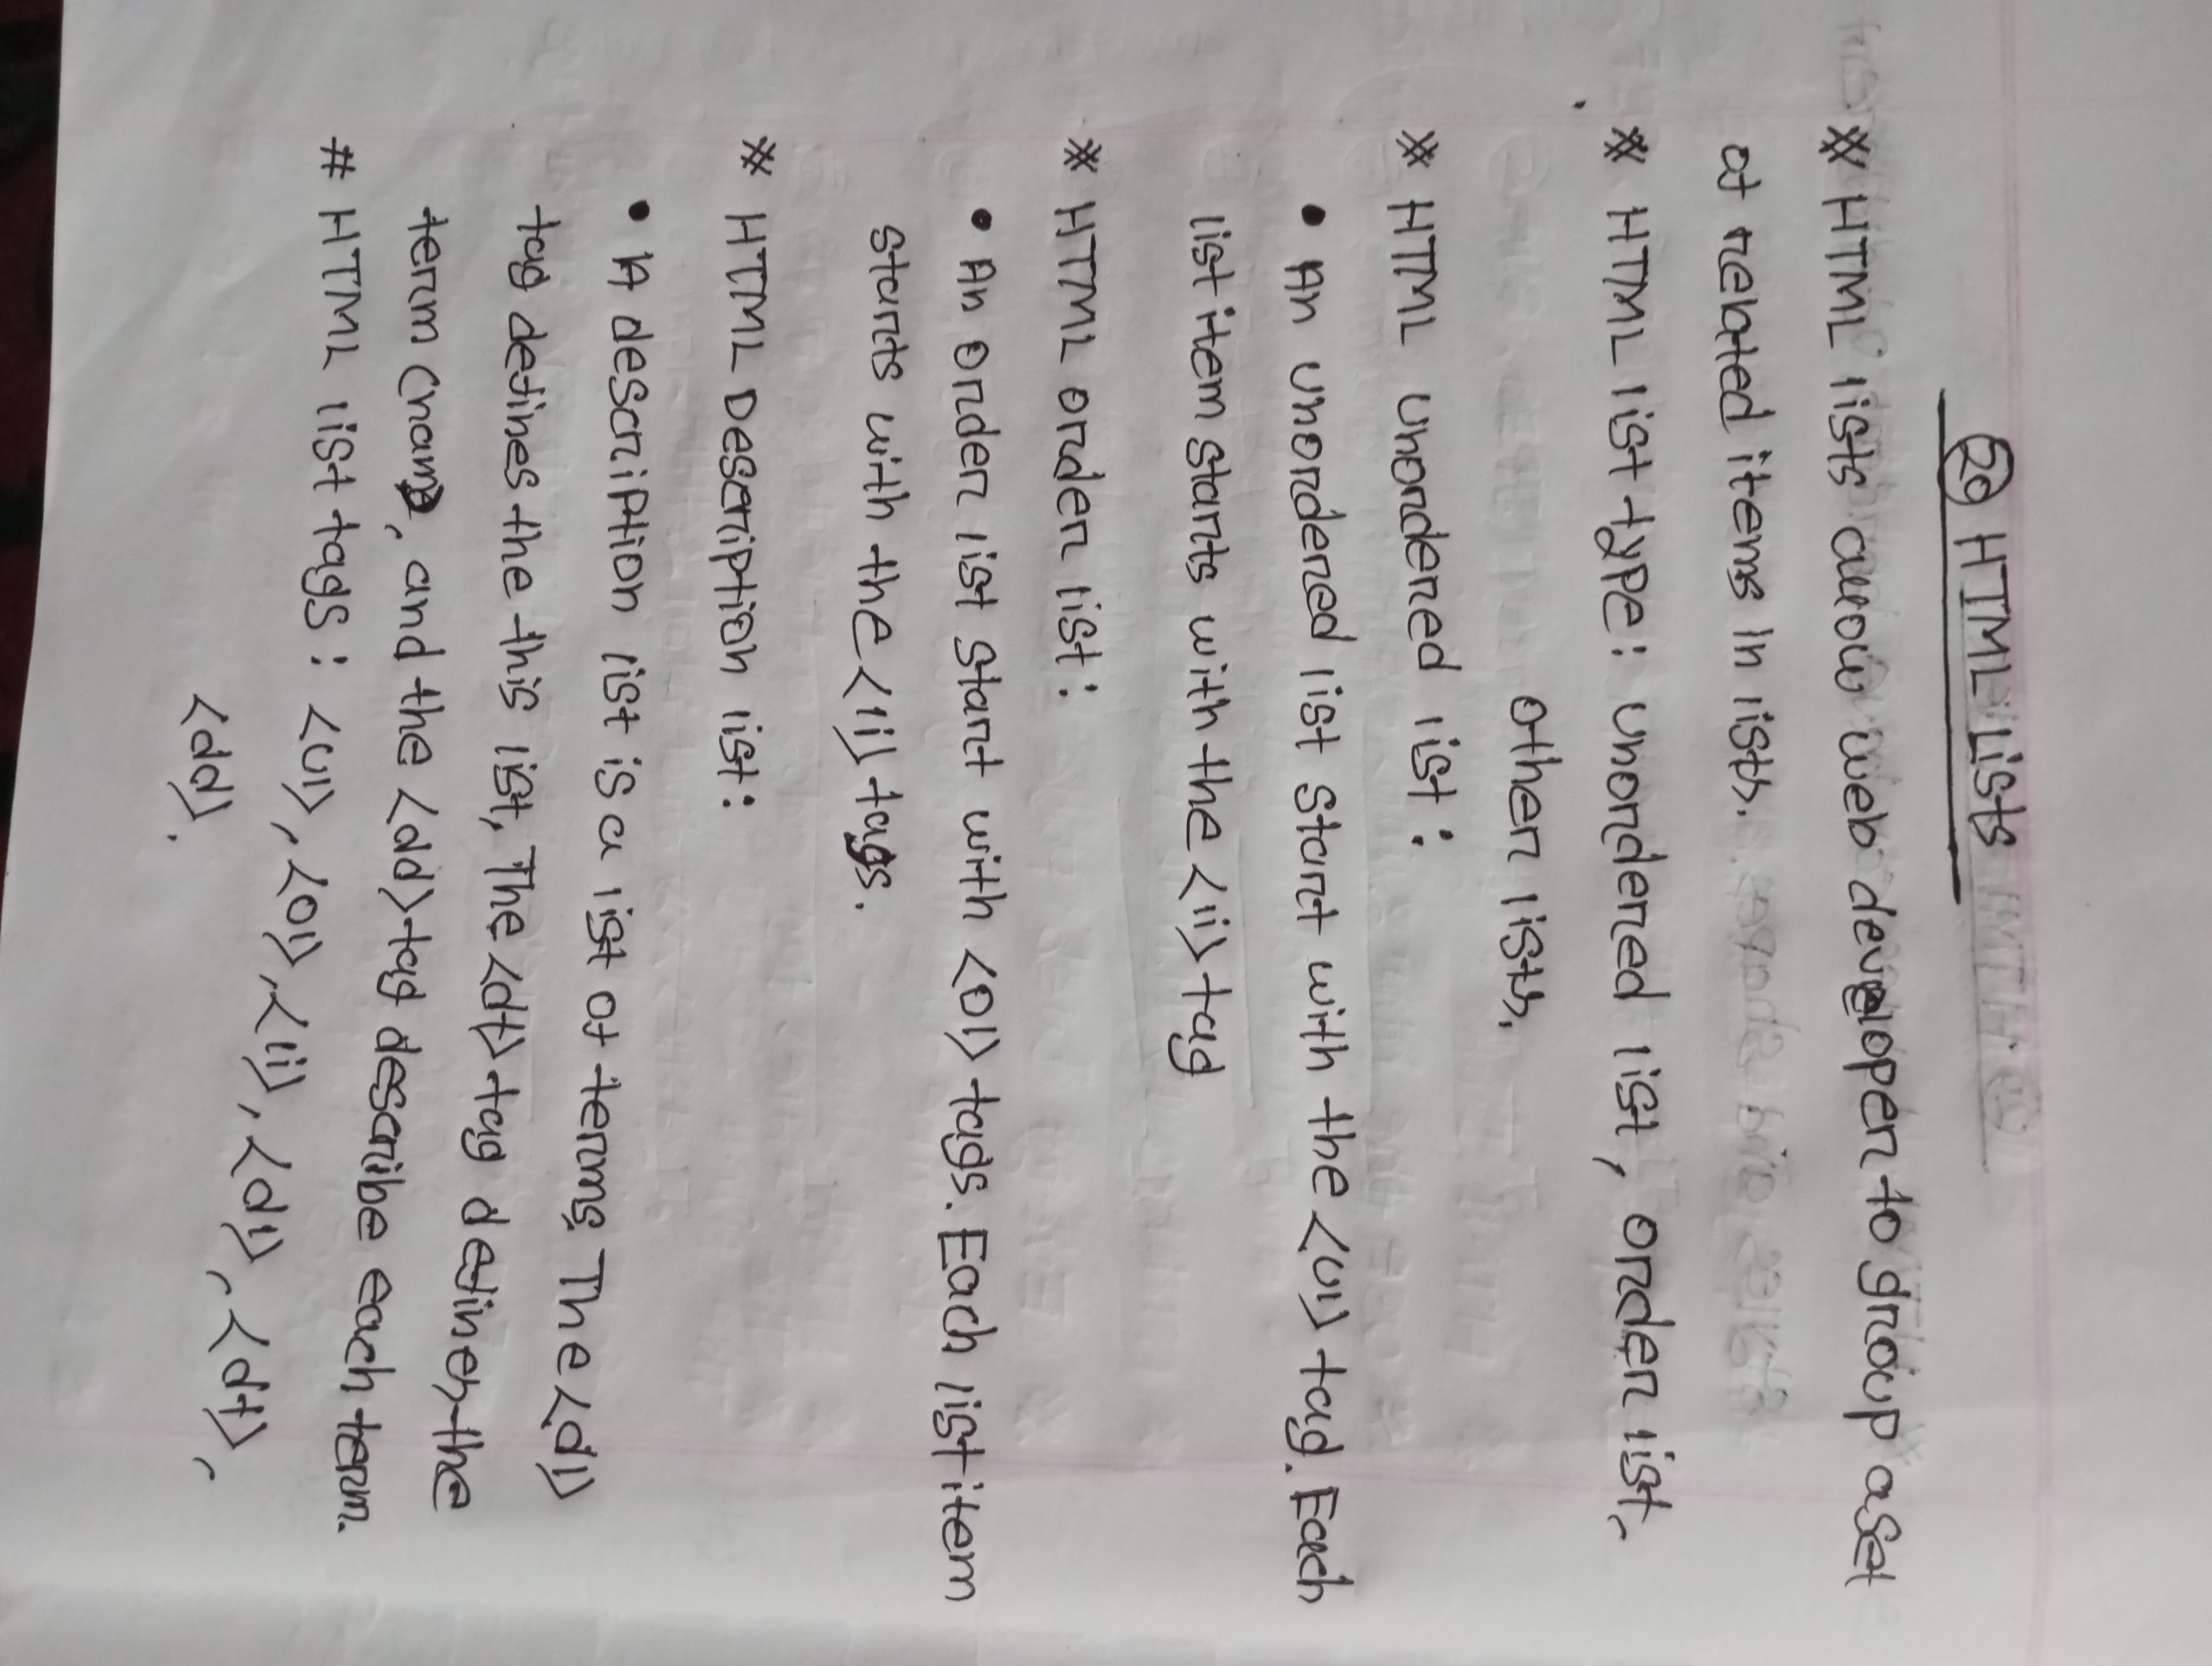 20 HTML Lists
※ HTML lists allow web developer to group a set
of related items in lists.
※ HTML list type: unordered list, order list,
other lists.
※ HTML unordered list:
• An unordered list start with the <ul> tag. Each
list item starts with the <li> tag
※ HTML order list:
• An order list start with <ol> tags. Each list item
starts with the <li> tags.
※ HTML Description list:
• A description list is a list of terms. The <dl>
tag defines the this list, The <dt> tag defines the
term (name), and the <dd> tag describe each term.
# HTML list tags: <ul>, <ol>, <li>, <dl>, <dt>,
<dd>.